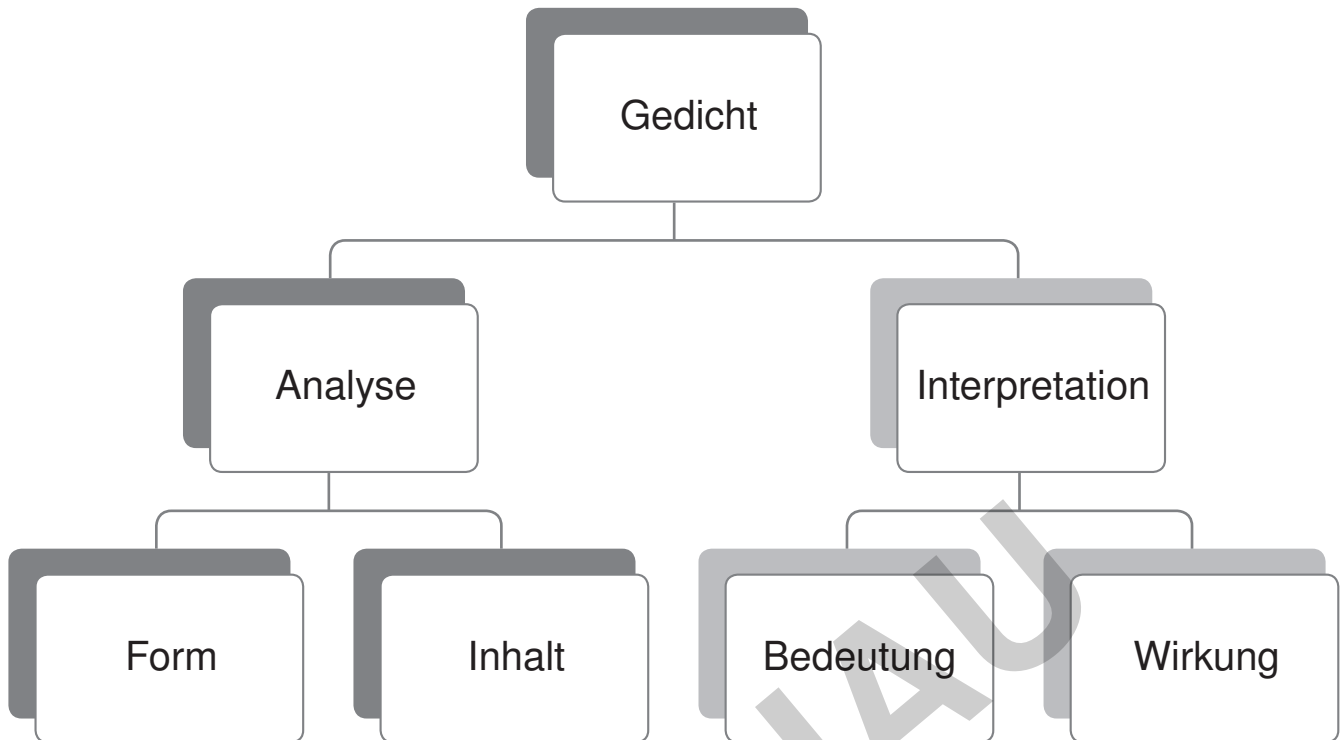 Gedicht
Analyse
Interpretation
Form
Inhalt
Bedeutung
Wirkung